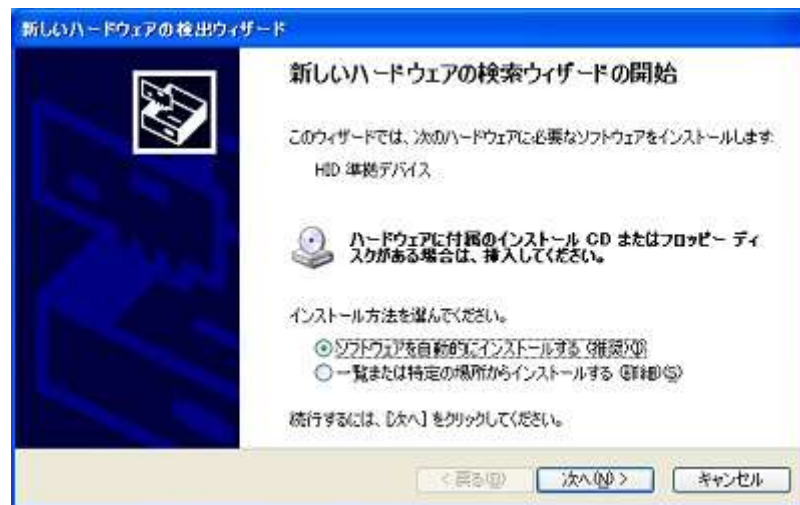 新しいハードウェアの検出ウィザード
新しいハードウェアの検索ウィザードの開始
このウィザードでは、次のハードウェアに必要なソフトウェアをインストールします:
HID 準拠デバイス
ハードウェアに付属のインストール CD またはフロッピー ディ
スクがある場合は、挿入してください。
インストール方法を選んでください。
ソフトウェアを自動的にインストールする (推奨)(I)
一覧または特定の場所からインストールする (詳細)(S)
続行するには、[次へ] をクリックしてください。
< 戻る(B)
次へ(N) >
キャンセル